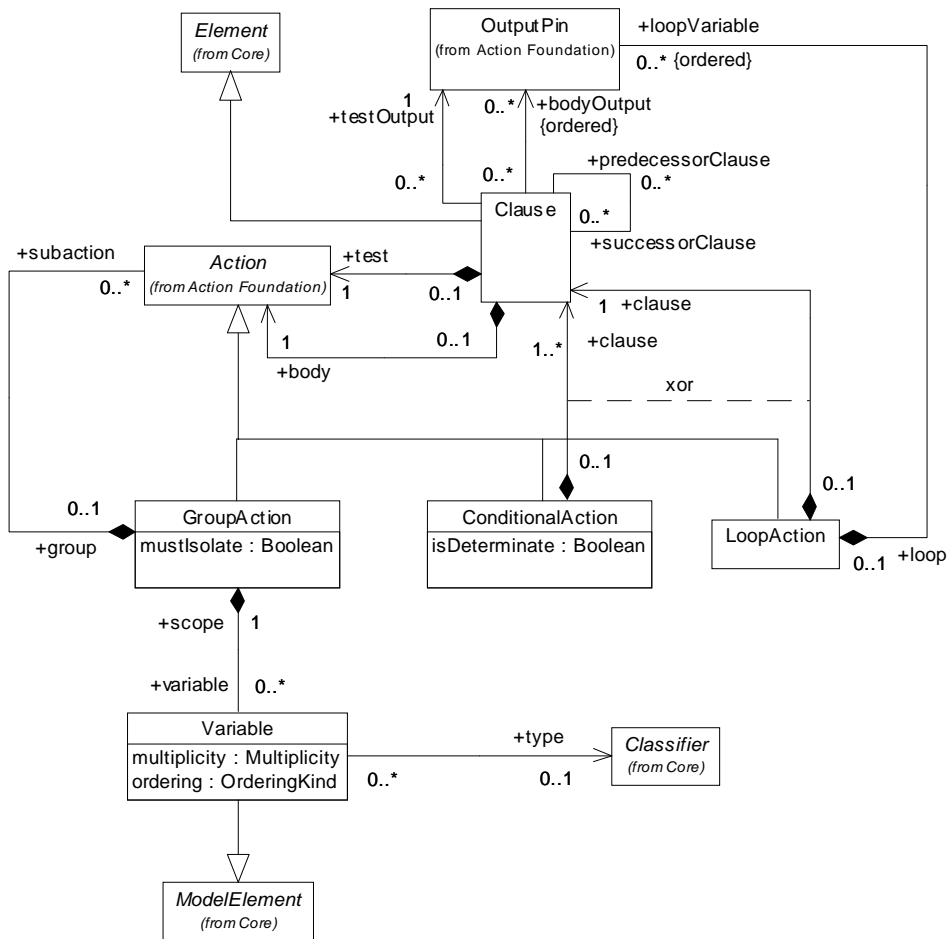 Element
(from Core)
OutputPin
(from Action Foundation)
+loopVariable
0..* {ordered}
1
+testOutput
0..*
+bodyOutput
{ordered}
0..*
0..*
+predecessorClause
0..*
Clause
0..*
+successorClause
+subaction
0..*
Action
(from Action Foundation)
+test
1
0..1
1
+body
0..1
1
+clause
1..*
+clause
xor
0..1
0..1
0..1
+group
GroupAction
mustIsolate : Boolean
ConditionalAction
isDeterminate : Boolean
LoopAction
0..1
+loop
+scope
1
+variable
0..*
Variable
multiplicity : Multiplicity
ordering : OrderingKind
+type
0..*
0..1
Classifier
(from Core)
ModelElement
(from Core)